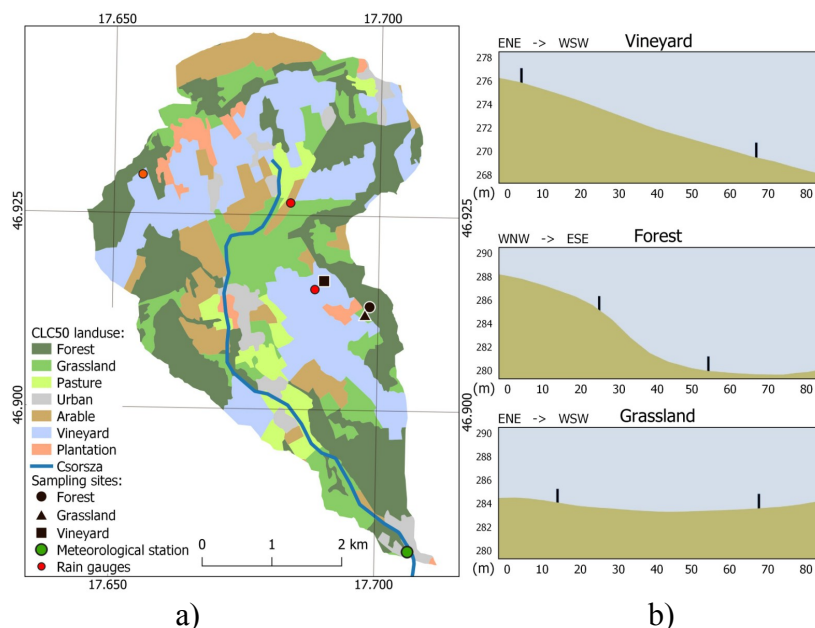 17.650
17.700
46.925
46.925
46.900
46.900
CLC50 landuse:
Forest
Grassland
Pasture
Urban
Arable
Vineyard
Plantation
Csorsza
Sampling sites:
Forest
Grassland
Vineyard
Meteorological station
Rain gauges
0 1 2 km
17.650
17.700
a)
ENE -> WSW Vineyard
278
276
274
272
270
268
(m) 0 10 20 30 40 50 60 70 80
WNW -> ESE Forest
290
288
286
284
282
280
(m) 0 10 20 30 40 50 60 70 80
ENE -> WSW Grassland
290
288
286
284
282
280
(m) 0 10 20 30 40 50 60 70 80
b)